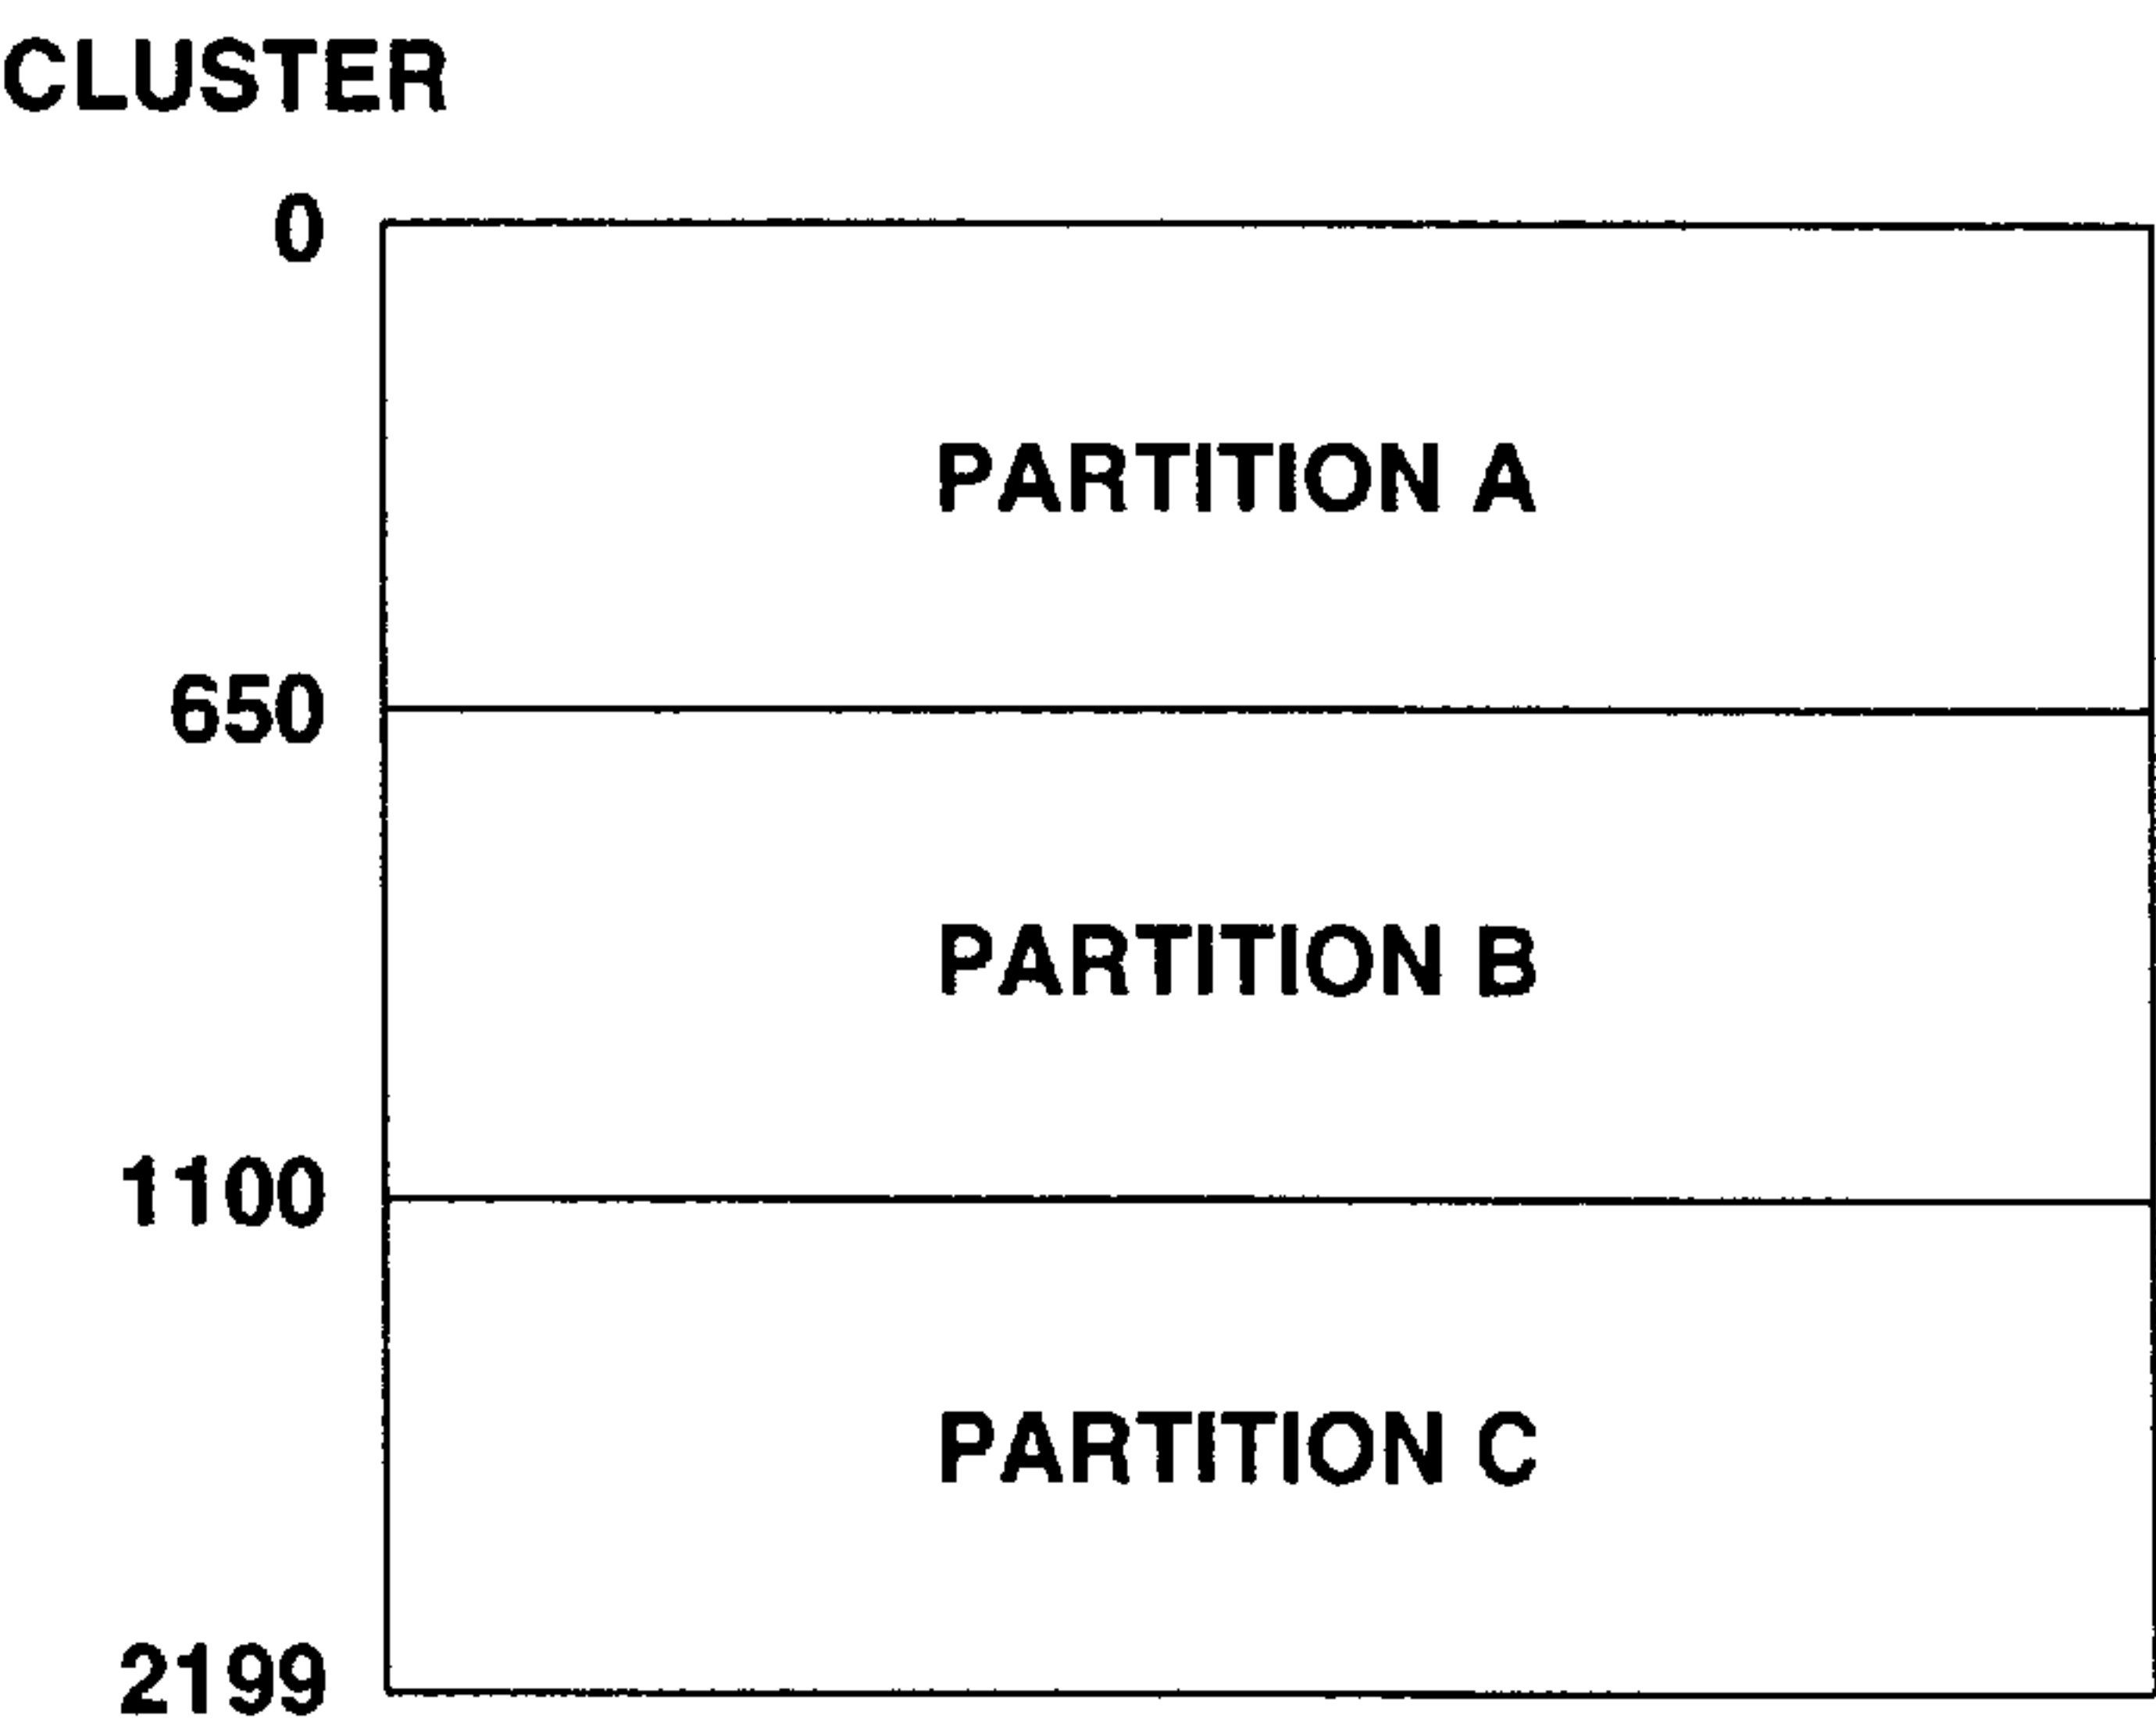 CLUSTER
0
PARTITION A
650
PARTITION B
1100
PARTITION C
2199